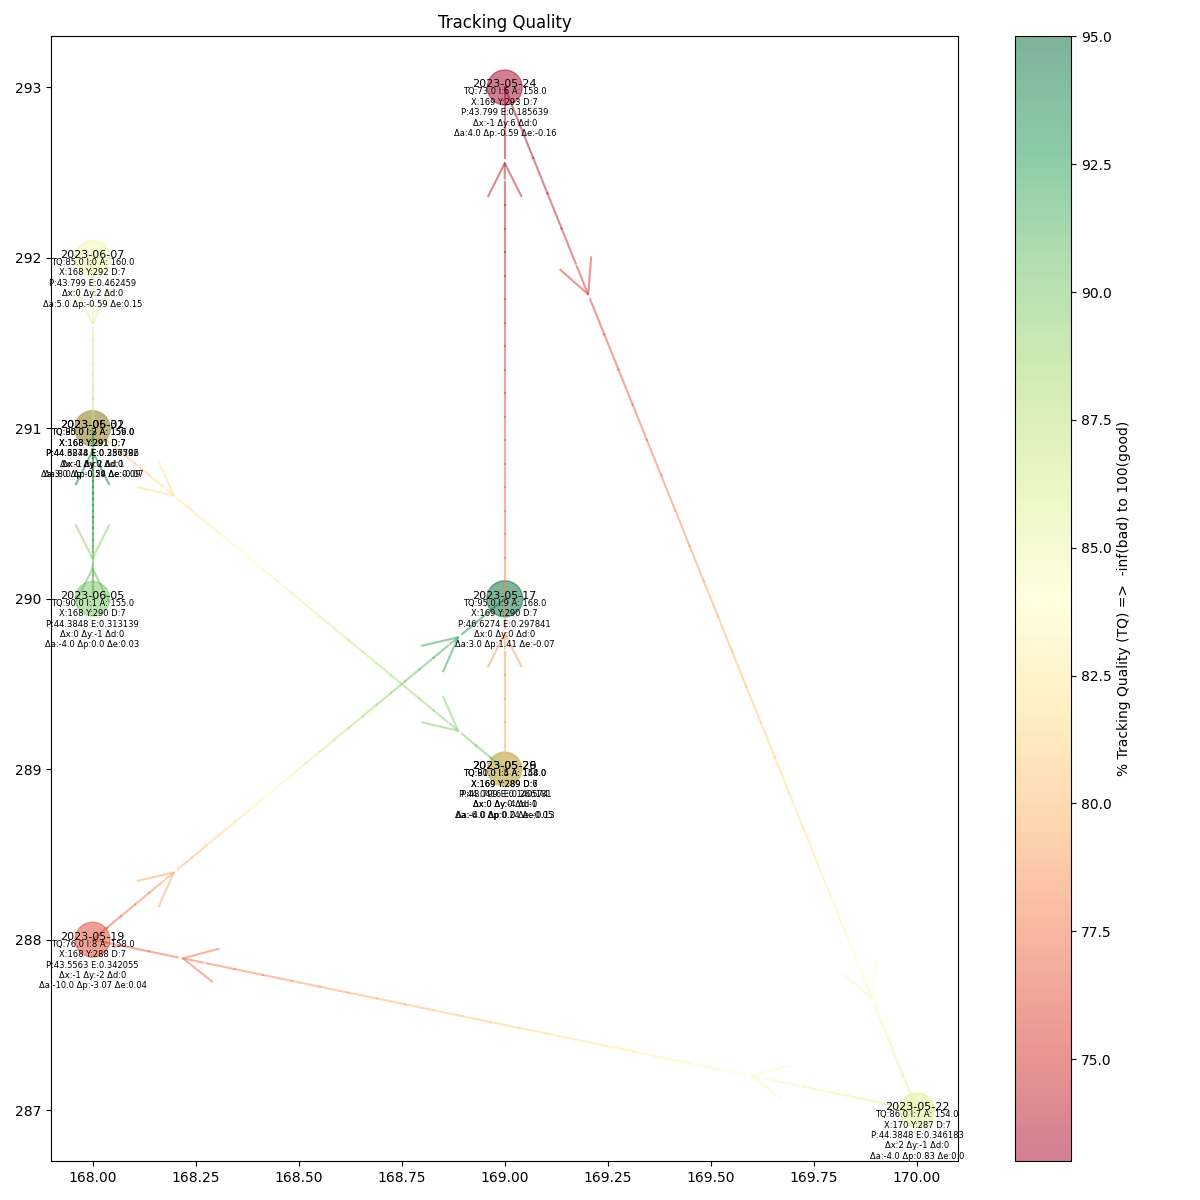 Tracking Quality
293
292
291
290
289
288
287
168.00
168.25
168.50
168.75
169.00
169.25
169.50
169.75
170.00
2023-05-24
TQ:73.0 I:6 A: 158.0
X:169 Y:293 D:7
P:43.799 E:0.185639
Δx:-1 Δy:6 Δd:0
Δa:4.0 Δp:-0.59 Δe:-0.16
2023-06-07
TQ:85.0 I:0 A: 160.0
X:168 Y:292 D:7
P:43.799 E:0.462459
Δx:0 Δy:2 Δd:0
Δa:5.0 Δp:-0.59 Δe:0.15
X:168 Y:291 D:7
2023-06-05
TQ:90.0 I:1 A: 155.0
X:168 Y:290 D:7
P:44.3848 E:0.313139
Δx:0 Δy:-1 Δd:0
Δa:-4.0 Δp:0.0 Δe:0.03
2023-05-17
TQ:95.0 I:9 A: 168.0
X:169 Y:290 D:7
P:46.6274 E:0.297841
Δx:0 Δy:0 Δd:0
Δa:3.0 Δp:1.41 Δe:-0.07
X:169 Y:289
2023-05-19
TQ:76.0 I:8 A: 158.0
X:168 Y:288 D:7
P:43.5563 E:0.342055
Δx:-1 Δy:-2 Δd:0
Δa:-10.0 Δp:-3.07 Δe:0.04
2023-05-22
TQ:86.0 I:7 A: 154.0
X:170 Y:287 D:7
P:44.3848 E:0.346183
Δx:2 Δy:-1 Δd:0
Δa:-4.0 Δp:0.83 Δe:0.0
95.0
92.5
90.0
87.5
85.0
82.5
80.0
77.5
75.0
% Tracking Quality (TQ) => -inf(bad) to 100(good)